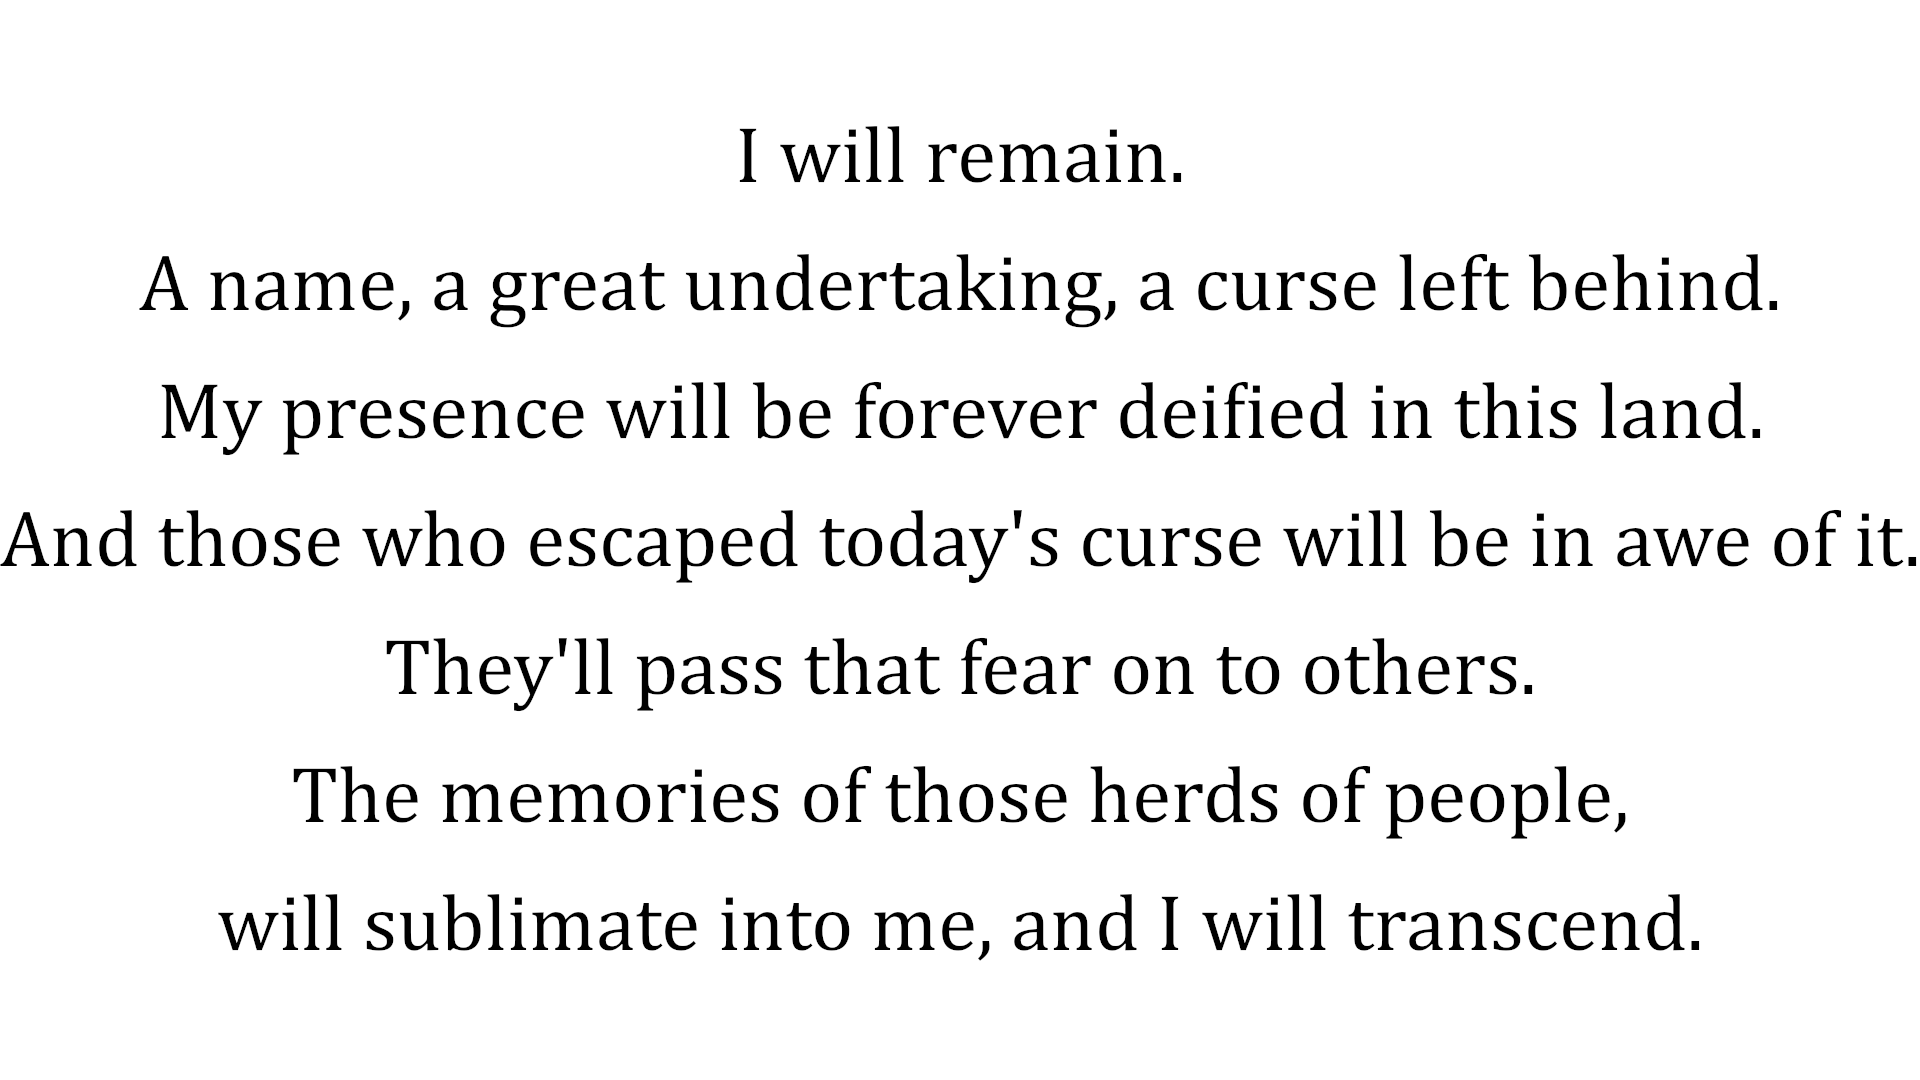 I will remain.
A name, a great undertaking, a curse left behind.
My presence will be forever deified in this land.
And those who escaped today's curse will be in awe of it.
They'll pass that fear on to others.
The memories of those herds of people,
will sublimate into me, and I will transcend.